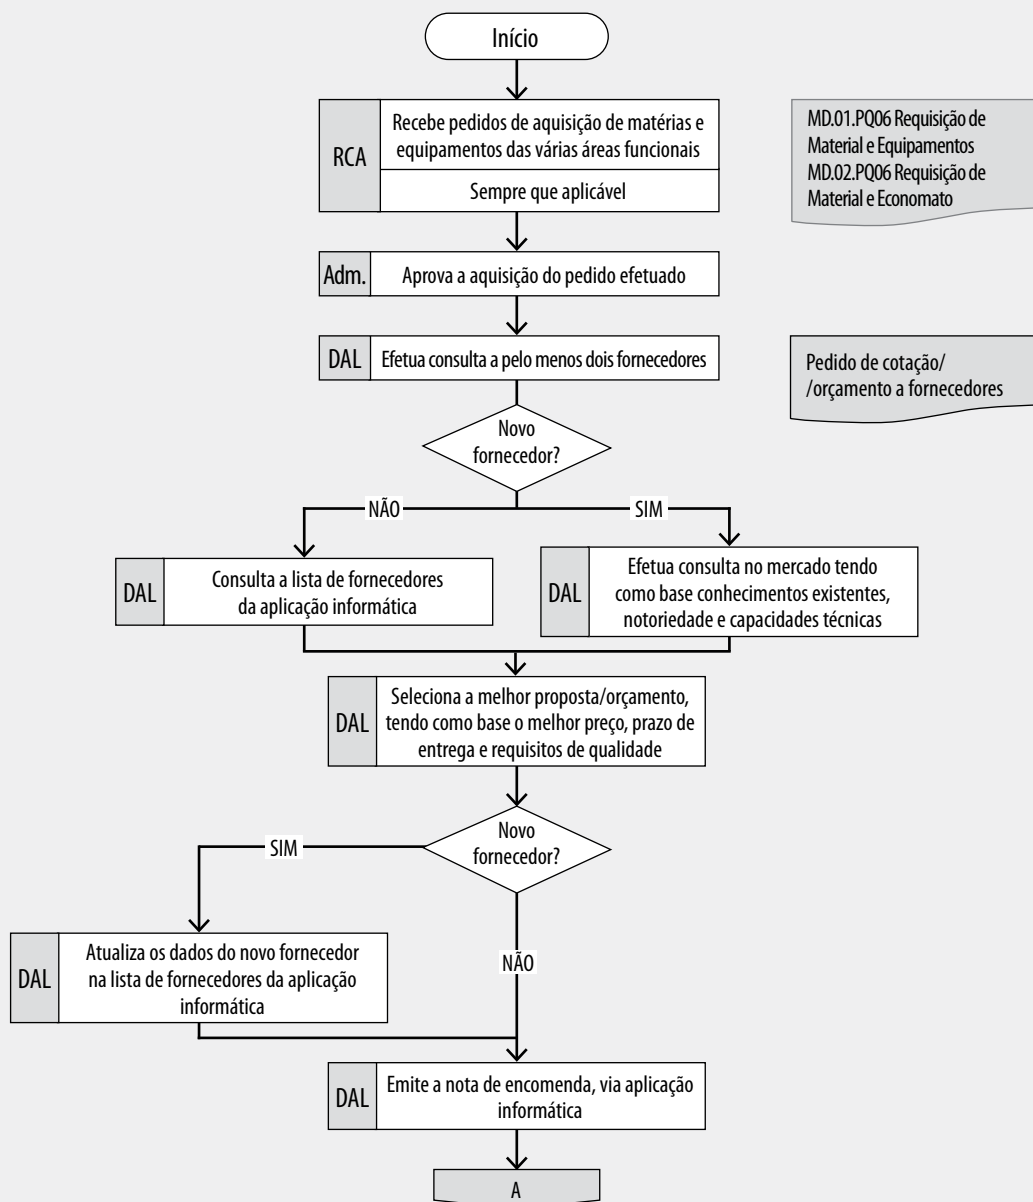 Início
RCA
Recebe pedidos de aquisição de matérias e
equipamentos das várias áreas funcionais
Sempre que aplicável
MD.01.PQ06 Requisição de
Material e Equipamentos
MD.02.PQ06 Requisição de
Material e Economato
Adm.
Aprova a aquisição do pedido efetuado
DAL
Efetua consulta a pelo menos dois fornecedores
Pedido de cotação/
/orçamento a fornecedores
Novo
fornecedor?
NÃO
SIM
DAL
Consulta a lista de fornecedores
da aplicação informática
DAL
Efetua consulta no mercado tendo
como base conhecimentos existentes,
notoriedade e capacidades técnicas
DAL
Seleciona a melhor proposta/orçamento,
tendo como base o melhor preço, prazo de
entrega e requisitos de qualidade
Novo
fornecedor?
SIM
NÃO
DAL
Atualiza os dados do novo fornecedor
na lista de fornecedores da aplicação
informática
DAL
Emite a nota de encomenda, via aplicação
informática
A